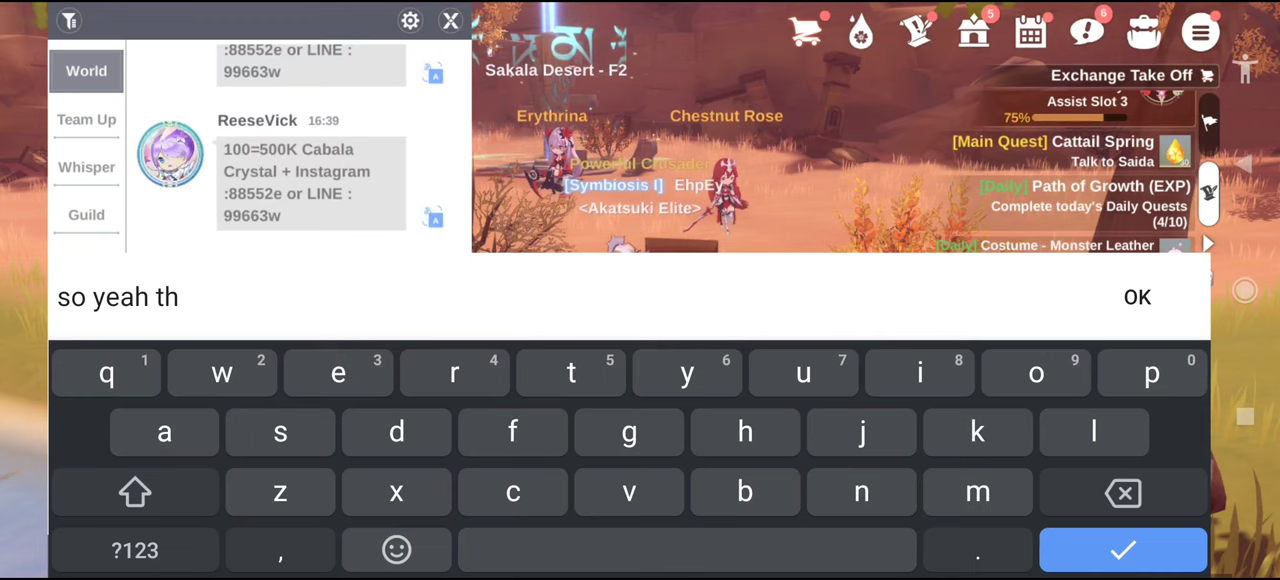 :88552e or LINE :
99663w
World
Team Up
Whisper
Guild
ReeseVick 16:39
100=500K Cabala
Crystal + Instagram
:88552e or LINE :
99663w
Sakala Desert - F2
Erythrina
Chestnut Rose
Powerful Crusader
[Symbiosis I] EhpEy
<Akatsuki Elite>
5
6
Exchange Take Off
Assist Slot 3
75%
[Main Quest] Cattail Spring
Talk to Saida
[Daily] Path of Growth (EXP)
Complete today's Daily Quests
(4/10)
[Daily] Costume - Monster Leather
so yeah th
OK
q 1 w 2 e 3 r 4 t 5 y 6 u 7 i 8 o 9 p 0
a s d f g h j k l
z x c v b n m
?123 , .